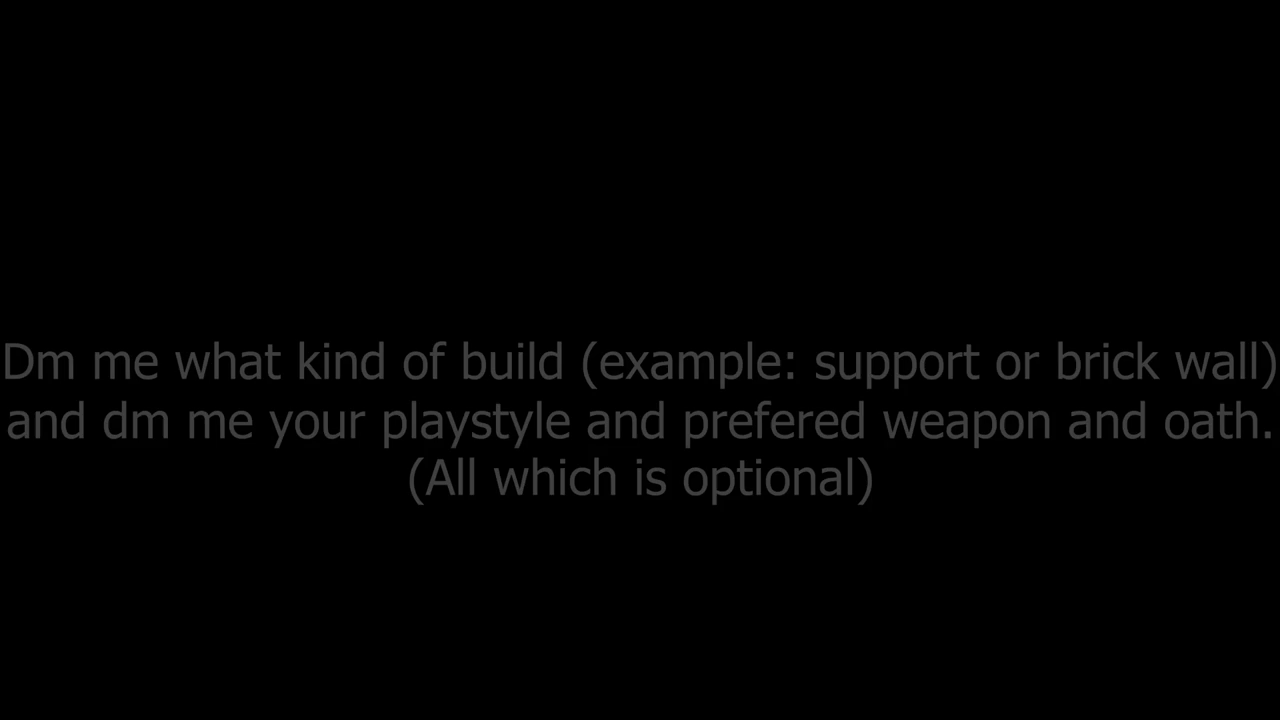 Dm me what kind of build (example: support or brick wall)
and dm me your playstyle and prefered weapon and oath.
(All which is optional)